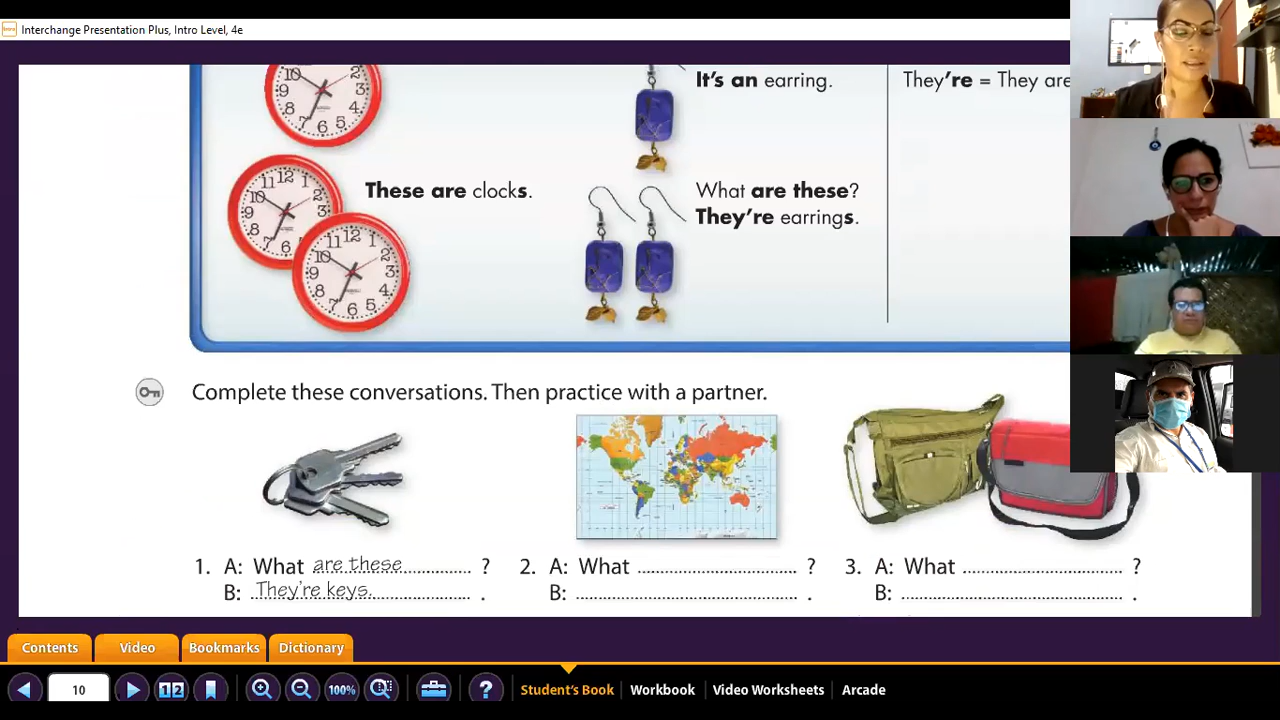 Interchange Presentation Plus, Intro Level, 4e
It's an earring.
They're = They are
These are clocks.
What are these?
They're earrings.
Complete these conversations. Then practice with a partner.
1. A: What are these ?
B: They're keys. .
2. A: What ?
B: .
3. A: What ?
B: .
Contents
Video
Bookmarks
Dictionary
10
12
100%
?
Student's Book
Workbook
Video Worksheets
Arcade